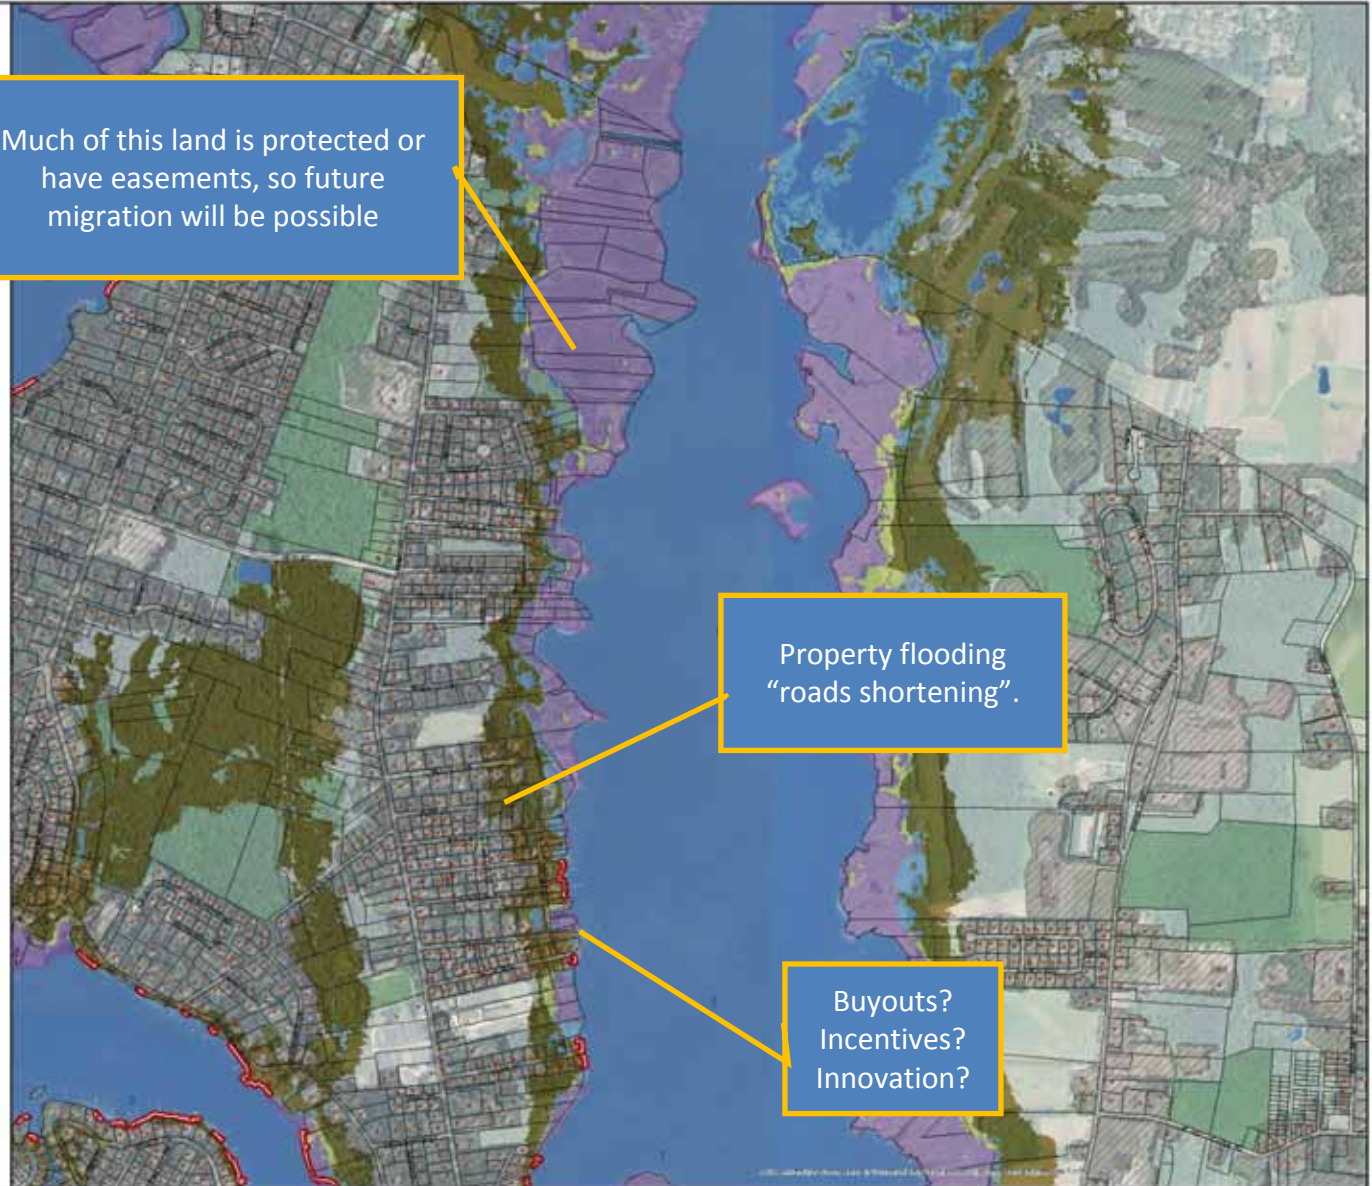 Much of this land is protected or
have easements, so future
migration will be possible
Property flooding
“roads shortening”.
Buyouts?
Incentives?
Innovation?